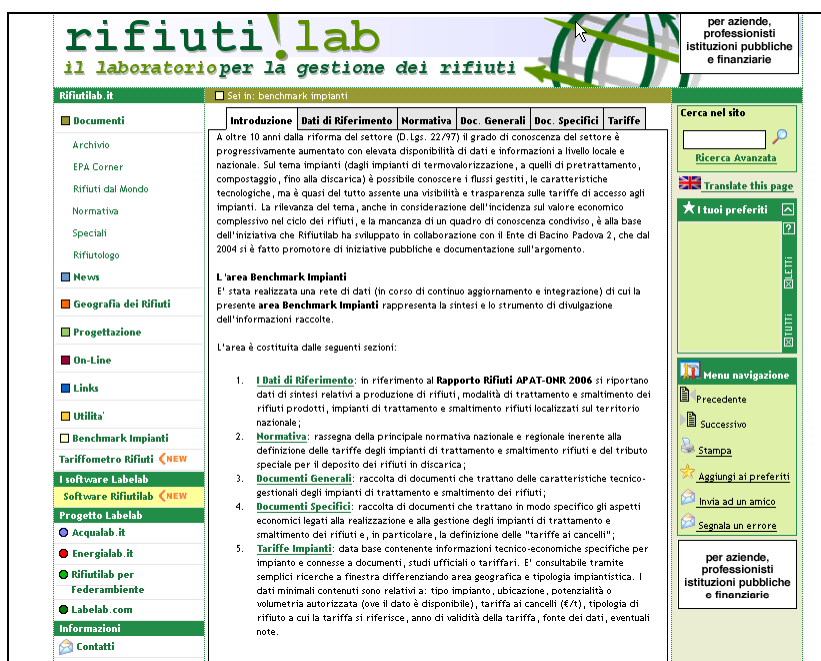 rifiuti!lab
il laboratorio per la gestione dei rifiuti
per aziende,
professionisti
istituzioni pubbliche
e finanziarie
Rifiutilab.it
Documenti
Archivio
EPA Corner
Rifiuti dal Mondo
Normativa
Speciali
Rifiutologo
News
Geografia dei Rifiuti
Progettazione
On-Line
Links
Utilita'
Benchmark Impianti
Tariffometro Rifiuti NEW
I software Labelab
Software Rifiutilab NEW
Progetto Labelab
Acqualab.it
Energialab.it
Rifiutilab per
Federambiente
Labelab.com
Informazioni
Contatti
Sei in: benchmark impianti
Introduzione Dati di Riferimento Normativa Doc. Generali Doc. Specifici Tariffe
A oltre 10 anni dalla riforma del settore (D.Lgs. 22/97) il grado di conoscenza del settore è
progressivamente aumentato con elevata disponibilità di dati e informazioni a livello locale e
nazionale. Sul tema impianti (dagli impianti di termovalorizzazione, a quelli di pretrattamento,
compostaggio, fino alla discarica) è possibile conoscere i flussi gestiti, le caratteristiche
tecnologiche, ma è quasi del tutto assente una visibilità e trasparenza sulle tariffe di accesso agli
impianti. La rilevanza del tema, anche in considerazione dell'incidenza sul valore economico
complessivo nel ciclo dei rifiuti, e la mancanza di un quadro di conoscenza condiviso, è alla base
dell'iniziativa che Rifiutilab ha sviluppato in collaborazione con il Ente di Bacino Padova 2, che dal
2004 si è fatto promotore di iniziative pubbliche e documentazione sull'argomento.
L'area Benchmark Impianti
E' stata realizzata una rete di dati (in corso di continuo aggiornamento e integrazione) di cui la
presente area Benchmark Impianti rappresenta la sintesi e lo strumento di divulgazione
dell'informazioni raccolte.
L'area è costituita dalle seguenti sezioni:
1. I Dati di Riferimento: in riferimento al Rapporto Rifiuti APAT-ONR 2006 si riportano
dati di sintesi relativi a produzione di rifiuti, modalità di trattamento e smaltimento dei
rifiuti prodotti, impianti di trattamento e smaltimento rifiuti localizzati sul territorio
nazionale;
2. Normativa: rassegna della principale normativa nazionale e regionale inerente alla
definizione delle tariffe degli impianti di trattamento e smaltimento rifiuti e del tributo
speciale per il deposito dei rifiuti in discarica;
3. Documenti Generali: raccolta di documenti che trattano delle caratteristiche tecnico-
gestionali degli impianti di trattamento e smaltimento dei rifiuti;
4. Documenti Specifici: raccolta di documenti che trattano in modo specifico gli aspetti
economici legati alla realizzazione e alla gestione degli impianti di trattamento e
smaltimento dei rifiuti e, in particolare, la definizione delle "tariffe ai cancelli";
5. Tariffe Impianti: data base contenente informazioni tecnico-economiche specifiche per
impianto e connesse a documenti, studi ufficiali o tariffari. E' consultabile tramite
semplici ricerche a finestra differenziando area geografica e tipologia impiantistica. I
dati minimali contenuti sono relativi a: tipo impianto, ubicazione, potenzialità o
volumetria autorizzata (ove il dato è disponibile), tariffa ai cancelli (€/t), tipologia di
rifiuto a cui la tariffa si riferisce, anno di validità della tariffa, fonte dei dati, eventuali
note.
Cerca nel sito
Ricerca Avanzata
Translate this page
I tuoi preferiti
?
LETTI
TUTTI
Menu navigazione
Precedente
Successivo
Stampa
Aggiungi ai preferiti
Invia ad un amico
Segnala un errore
per aziende,
professionisti
istituzioni pubbliche
e finanziarie